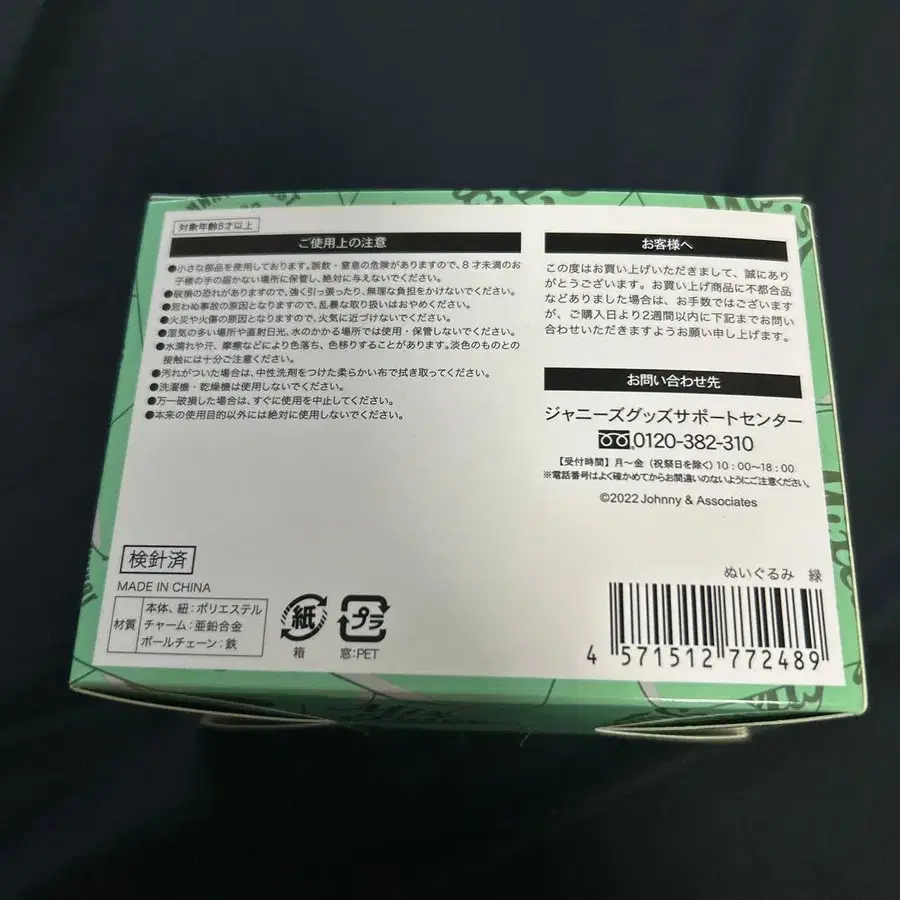 対象年齢8才以上
ご使用上の注意
●小さな部品を使用しております。誤飲・窒息の危険がありますので、8才未満のお
子様の手の届かない場所に保管し、絶対に与えないでください。
●破損の恐れがありますので、強く引っ張ったり、無理な負担をかけないでください。
●思わぬ事故の原因となりますので、乱暴な取り扱いはおやめください。
●火災や火傷の原因となりますので、火気に近づけないでください。
●湿気の多い場所や直射日光、水のかかる場所では使用・保管しないでください。
●水濡れや汗、摩擦などにより色落ち、色移りすることがあります。淡色のものとの
接触には十分ご注意ください。
●汚れがついた場合は、中性洗剤をつけた柔らかい布で拭き取ってください。
●洗濯機・乾燥機は使用しないでください。
●万一破損した場合は、すぐに使用を中止してください。
●本来の使用目的以外には絶対に使用しないでください。
検針済
MADE IN CHINA
材質
本体、紐：ポリエステル
チャーム：亜鉛合金
ボールチェーン：鉄
紙
箱
プラ
窓：PET
お客様へ
この度はお買い上げいただきまして、誠にあり
がとうございます。お買い上げ商品に不都合品
などありました場合は、お手数ではございます
が、ご購入日より2週間以内に下記までお問い
合わせいただきますようお願い申し上げます。
お問い合わせ先
ジャニーズグッズサポートセンター
0120-382-310
【受付時間】月～金（祝祭日を除く）10：00～18：00
※電話番号はよく確かめてからお間違いのないようにご注意ください。
©2022 Johnny & Associates
ぬいぐるみ 緑
4 571512 772489